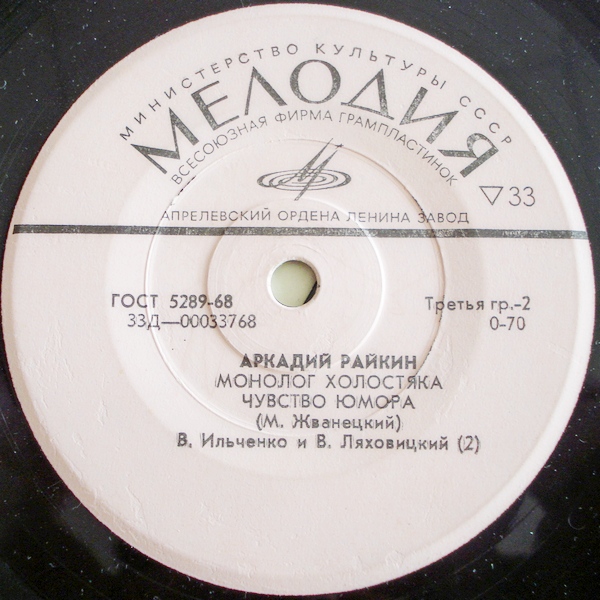 МИНИСТЕРСТВО КУЛЬТУРЫ СССР
МЕЛОДИЯ
ВСЕСОЮЗНАЯ ФИРМА ГРАМПЛАСТИНОК
▽33
АПРЕЛЕВСКИЙ ОРДЕНА ЛЕНИНА ЗАВОД
ГОСТ 5289-68
33Д—00033768
Третья гр.-2
0-70
АРКАДИЙ РАЙКИН
МОНОЛОГ ХОЛОСТЯКА
ЧУВСТВО ЮМОРА
(М. Жванецкий)
В. Ильченко и В. Ляховицкий (2)